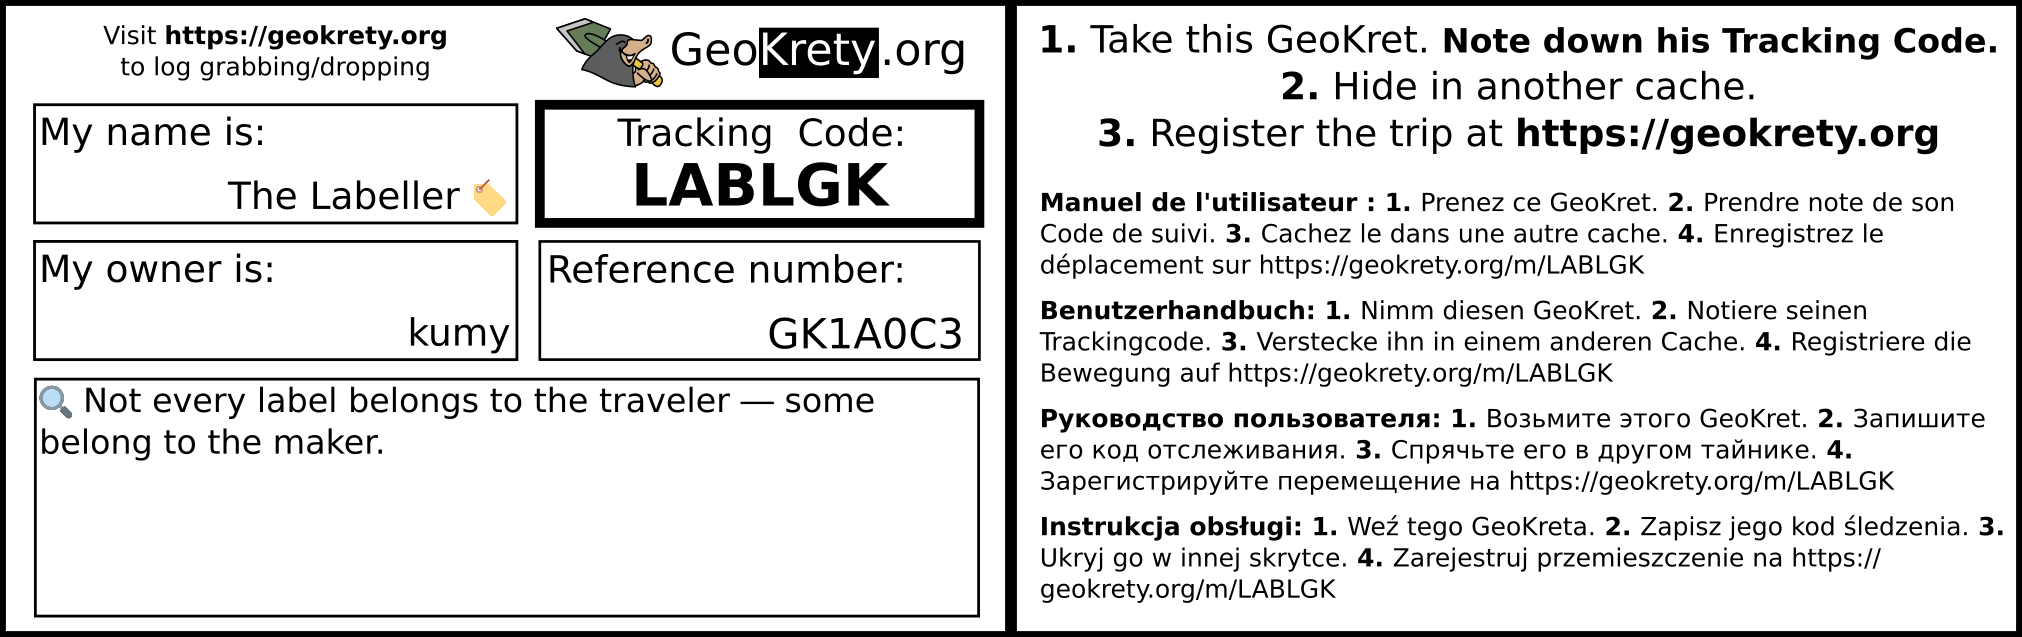 Visit https://geokrety.org
to log grabbing/dropping
GeoKrety.org
My name is:
The Labeller 🏷️
Tracking Code:
LABLGK
My owner is:
kumy
Reference number:
GK1A0C3
🔍 Not every label belongs to the traveler — some
belong to the maker.
1. Take this GeoKret. Note down his Tracking Code.
2. Hide in another cache.
3. Register the trip at https://geokrety.org
Manuel de l'utilisateur : 1. Prenez ce GeoKret. 2. Prendre note de son
Code de suivi. 3. Cachez le dans une autre cache. 4. Enregistrez le
déplacement sur https://geokrety.org/m/LABLGK
Benutzerhandbuch: 1. Nimm diesen GeoKret. 2. Notiere seinen
Trackingcode. 3. Verstecke ihn in einem anderen Cache. 4. Registriere die
Bewegung auf https://geokrety.org/m/LABLGK
Руководство пользователя: 1. Возьмите этого GeoKret. 2. Запишите
его код отслеживания. 3. Спрячьте его в другом тайнике. 4.
Зарегистрируйте перемещение на https://geokrety.org/m/LABLGK
Instrukcja obsługi: 1. Weź tego GeoKreta. 2. Zapisz jego kod śledzenia. 3.
Ukryj go w innej skrytce. 4. Zarejestruj przemieszczenie na https://
geokrety.org/m/LABLGK